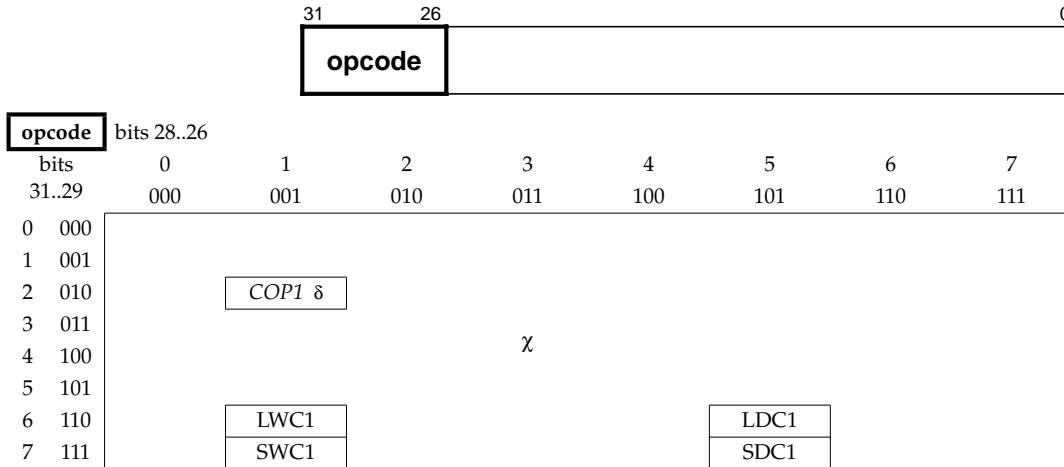 31 26 0
opcode
opcode bits 28..26
bits 0 1 2 3 4 5 6 7
31..29 000 001 010 011 100 101 110 111
0 000
1 001
2 010 COP1 δ
3 011
χ
4 100
5 101
6 110 LWC1 LDC1
7 111 SWC1 SDC1